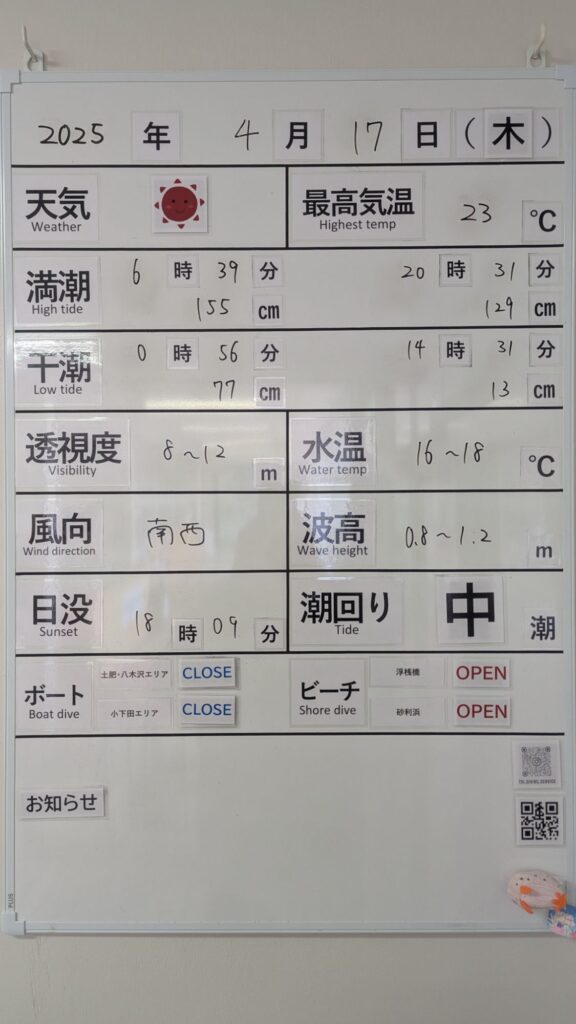 2025 年 4 月 17 日 (木)
天気 Weather
最高気温 Highest temp 23 ℃
満潮 High tide 6 時 39 分 155 cm 20 時 31 分 129 cm
干潮 Low tide 0 時 56 分 77 cm 14 時 31 分 13 cm
透視度 Visibility 8~12 m
水温 Water temp 16~18 ℃
風向 Wind direction 南西
波高 Wave height 0.8~1.2 m
日没 Sunset 18 時 09 分
潮回り Tide 中 潮
ボート Boat dive
土肥・八木沢エリア CLOSE
小下田エリア CLOSE
ビーチ Shore dive
浮桟橋 OPEN
砂利浜 OPEN
お知らせ
PLUS